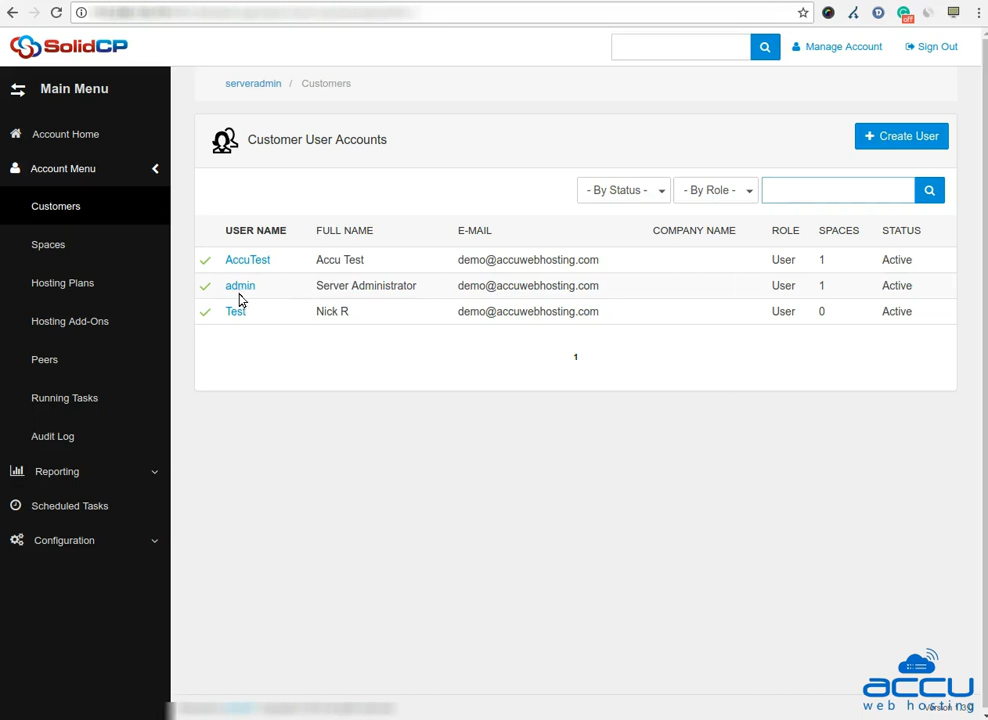 off
SolidCP
Manage Account
Sign Out
Main Menu
serveradmin / Customers
Account Home
Customer User Accounts
+ Create User
Account Menu
- By Status -
- By Role -
Customers
USER NAME FULL NAME E-MAIL COMPANY NAME ROLE SPACES STATUS
Spaces
AccuTest Accu Test demo@accuwebhosting.com User 1 Active
Hosting Plans
admin Server Administrator demo@accuwebhosting.com User 1 Active
Test Nick R demo@accuwebhosting.com User 0 Active
Hosting Add-Ons
1
Peers
Running Tasks
Audit Log
Reporting
Scheduled Tasks
Configuration
accu
web hosting